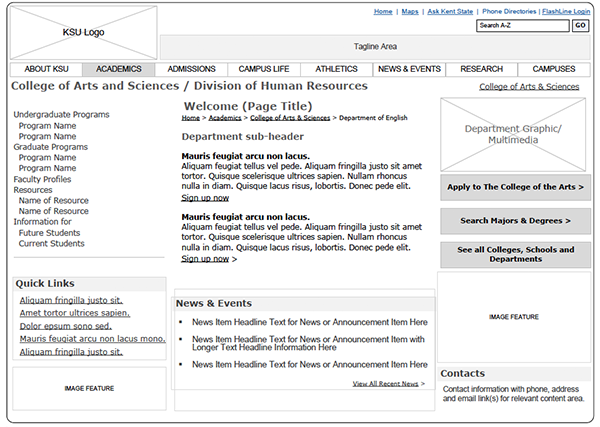 KSU Logo
Home | Maps | Ask Kent State | Phone Directories | FlashLine Login
Search A-Z GO
Tagline Area
ABOUT KSU ACADEMICS ADMISSIONS CAMPUS LIFE ATHLETICS NEWS & EVENTS RESEARCH CAMPUSES
College of Arts and Sciences / Division of Human Resources
College of Arts & Sciences
Undergraduate Programs
Program Name
Program Name
Graduate Programs
Program Name
Program Name
Faculty Profiles
Resources
Name of Resource
Name of Resource
Information for
Future Students
Current Students
Quick Links
Aliquam fringilla justo sit.
Amet tortor ultrices sapien.
Dolor epsum sono sed.
Mauris feugiat arcu non lacus mono.
Aliquam fringilla justo sit.
IMAGE FEATURE
Welcome (Page Title)
Home > Academics > College of Arts & Sciences > Department of English
Department sub-header
Mauris feugiat arcu non lacus.
Aliquam feugiat tellus vel pede. Aliquam fringilla justo sit amet
tortor. Quisque scelerisque ultrices sapien. Nullam rhoncus
nulla in diam. Quisque lacus risus, lobortis. Donec pede elit.
Sign up now
Mauris feugiat arcu non lacus.
Aliquam feugiat tellus vel pede. Aliquam fringilla justo sit amet
tortor. Quisque scelerisque ultrices sapien. Nullam rhoncus
nulla in diam. Quisque lacus risus, lobortis. Donec pede elit.
Sign up now >
News & Events
▪ News Item Headline Text for News or Announcement Item Here
▪ News Item Headline Text for News or Announcement Item with
Longer Text Headline Information Here
▪ News Item Headline Text for News or Announcement Item Here
View All Recent News >
Department Graphic/
Multimedia
Apply to The College of the Arts >
Search Majors & Degrees >
See all Colleges, Schools and
Departments
IMAGE FEATURE
Contacts
Contact information with phone, address
and email link(s) for relevant content area.